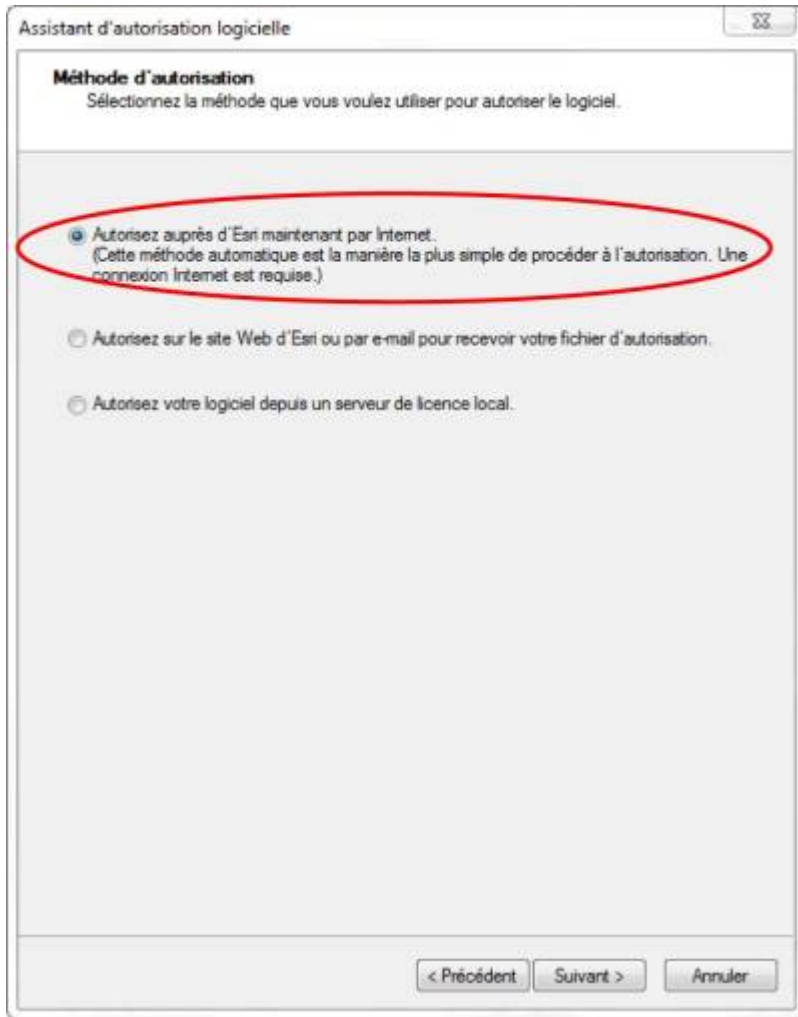 Assistant d'autorisation logicielle
Méthode d'autorisation
Sélectionnez la méthode que vous voulez utiliser pour autoriser le logiciel.
Autorisez auprès d'Esri maintenant par Internet.
(Cette méthode automatique est la manière la plus simple de procéder à l'autorisation. Une
connexion Internet est requise.)
Autorisez sur le site Web d'Esri ou par e-mail pour recevoir votre fichier d'autorisation.
Autorisez votre logiciel depuis un serveur de licence local.
< Précédent Suivant > Annuler